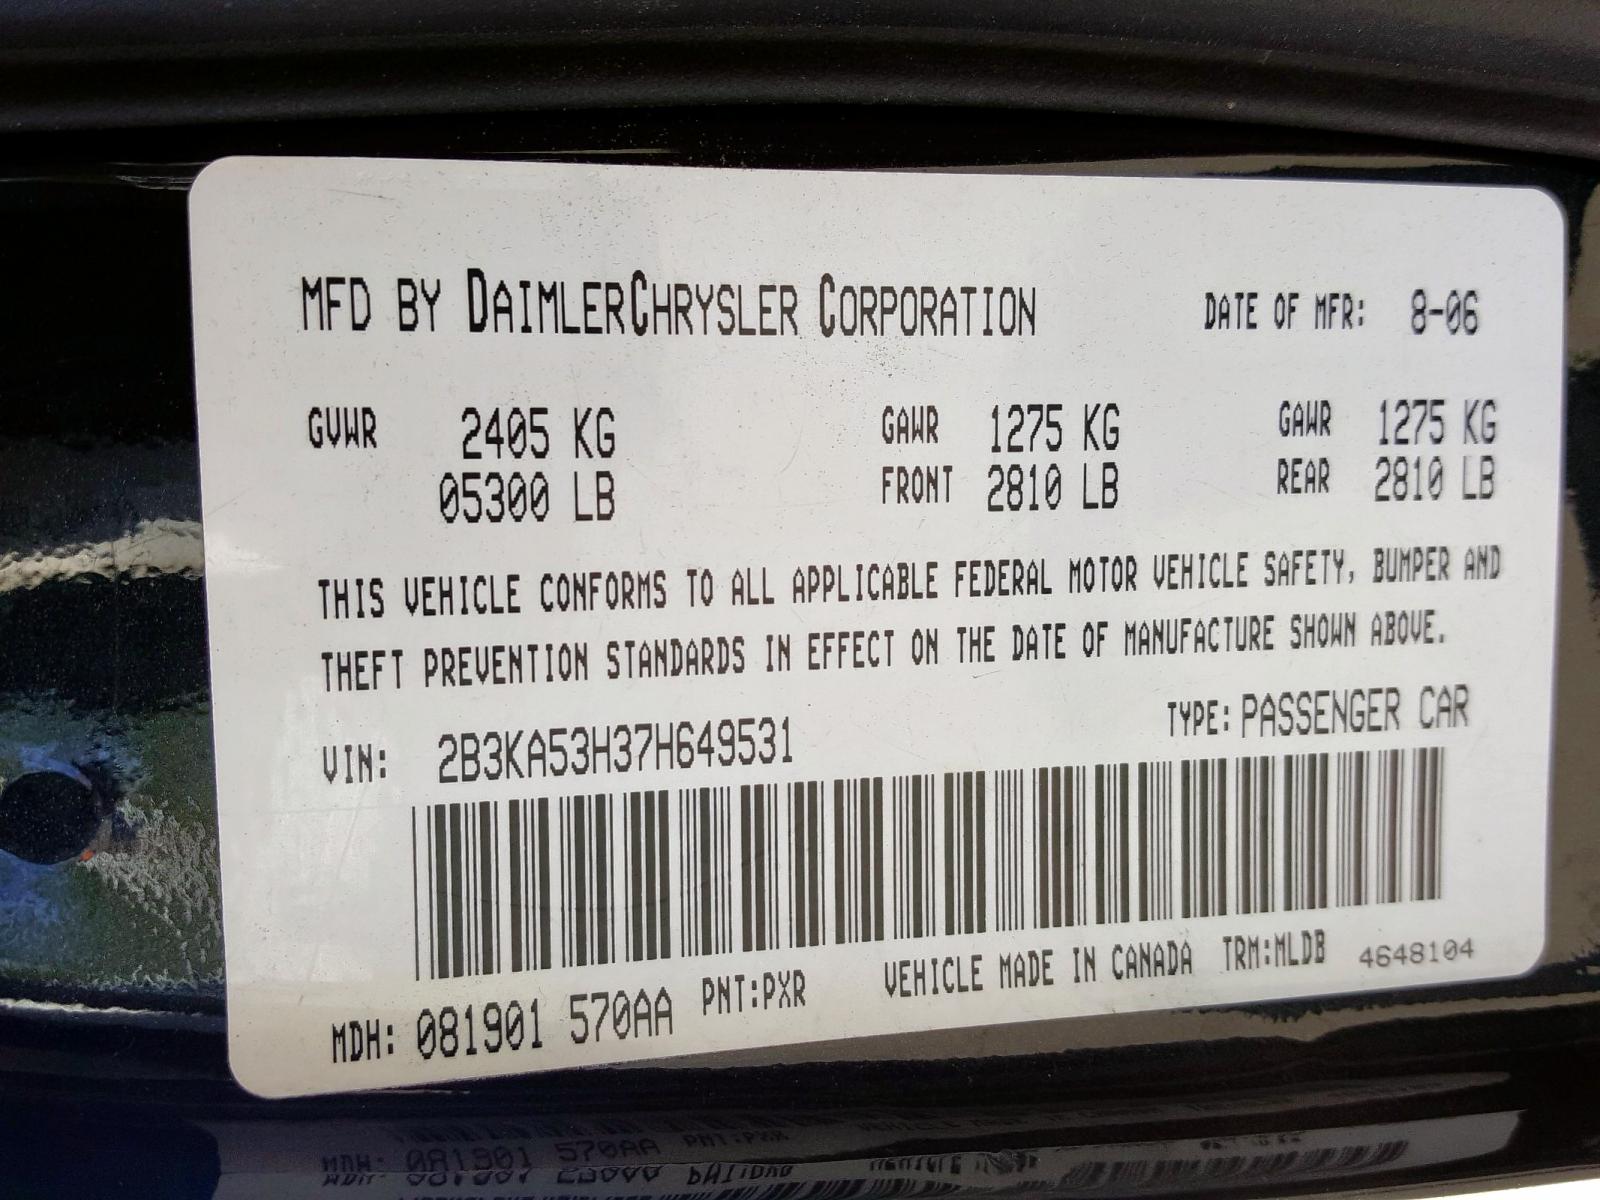 MFD BY DAIMLERCHRYSLER CORPORATION DATE OF MFR: 8-06
GVWR 2405 KG GAWR 1275 KG GAWR 1275 KG
05300 LB FRONT 2810 LB REAR 2810 LB
THIS VEHICLE CONFORMS TO ALL APPLICABLE FEDERAL MOTOR VEHICLE SAFETY, BUMPER AND
THEFT PREVENTION STANDARDS IN EFFECT ON THE DATE OF MANUFACTURE SHOWN ABOVE.
VIN: 2B3KA53H37H649531 TYPE: PASSENGER CAR
MDH: 081901 570AA PNT:PXR VEHICLE MADE IN CANADA TRM:MLDB 4648104